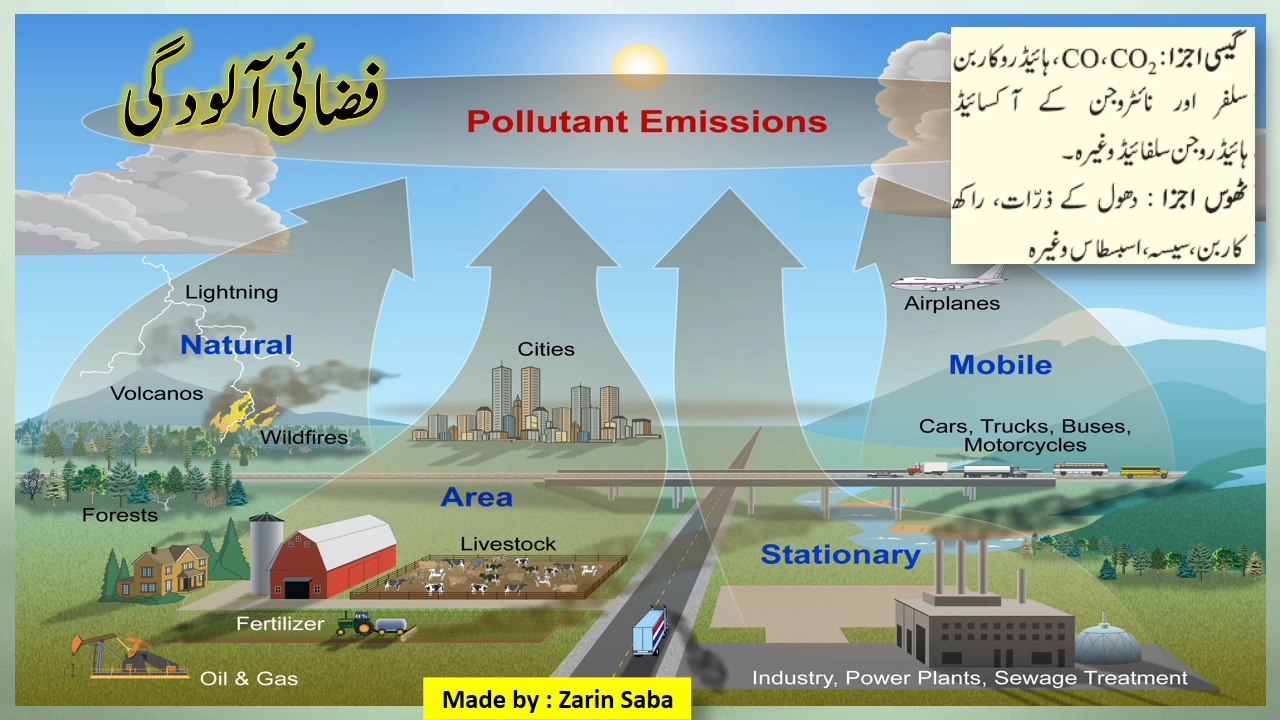 فضائی آلودگی
Pollutant Emissions
گیسی اجزا : CO، CO₂، ہائیڈروکاربن
سلفر اور نائٹروجن کے آکسائیڈ
ہائیڈروجن سلفائیڈ وغیرہ۔
ٹھوس اجزا : دھول کے ذرّات، راکھ
کاربن، سیسہ، اسبسطاس وغیرہ
Lightning
Natural
Volcanos
Wildfires
Forests
Cities
Area
Livestock
Fertilizer
Oil & Gas
Airplanes
Mobile
Cars, Trucks, Buses,
Motorcycles
Stationary
Industry, Power Plants, Sewage Treatment
Made by : Zarin Saba